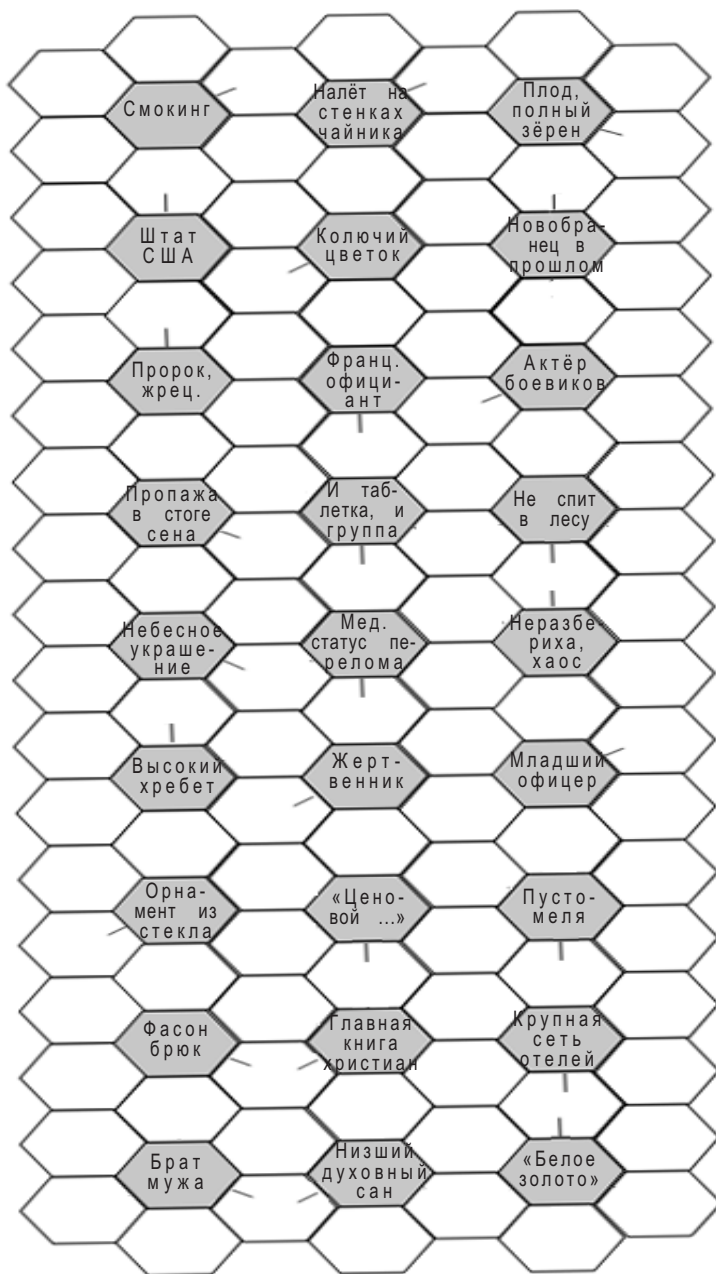 Смокинг
Налёт на
стенках
чайника
Плод,
полный
зёрен
Штат
США
Колючий
цветок
Новобра-
нец в
прошлом
Пророк,
жрец.
Франц.
офици-
ант
Актёр
боевиков
Пропажа
в стоге
сена
И таб-
летка, и
группа
Не спит
в лесу
Небесное
украше-
ние
Мед.
статус пе-
релома
Неразбе-
риха,
хаос
Высокий
хребет
Жерт-
венник
Младший
офицер
Орна-
мент из
стекла
«Цено-
вой ...»
Пусто-
меля
Фасон
брюк
Главная
книга
христиан
Крупная
сеть
отелей
Брат
мужа
Низший
духовный
сан
«Белое
золото»